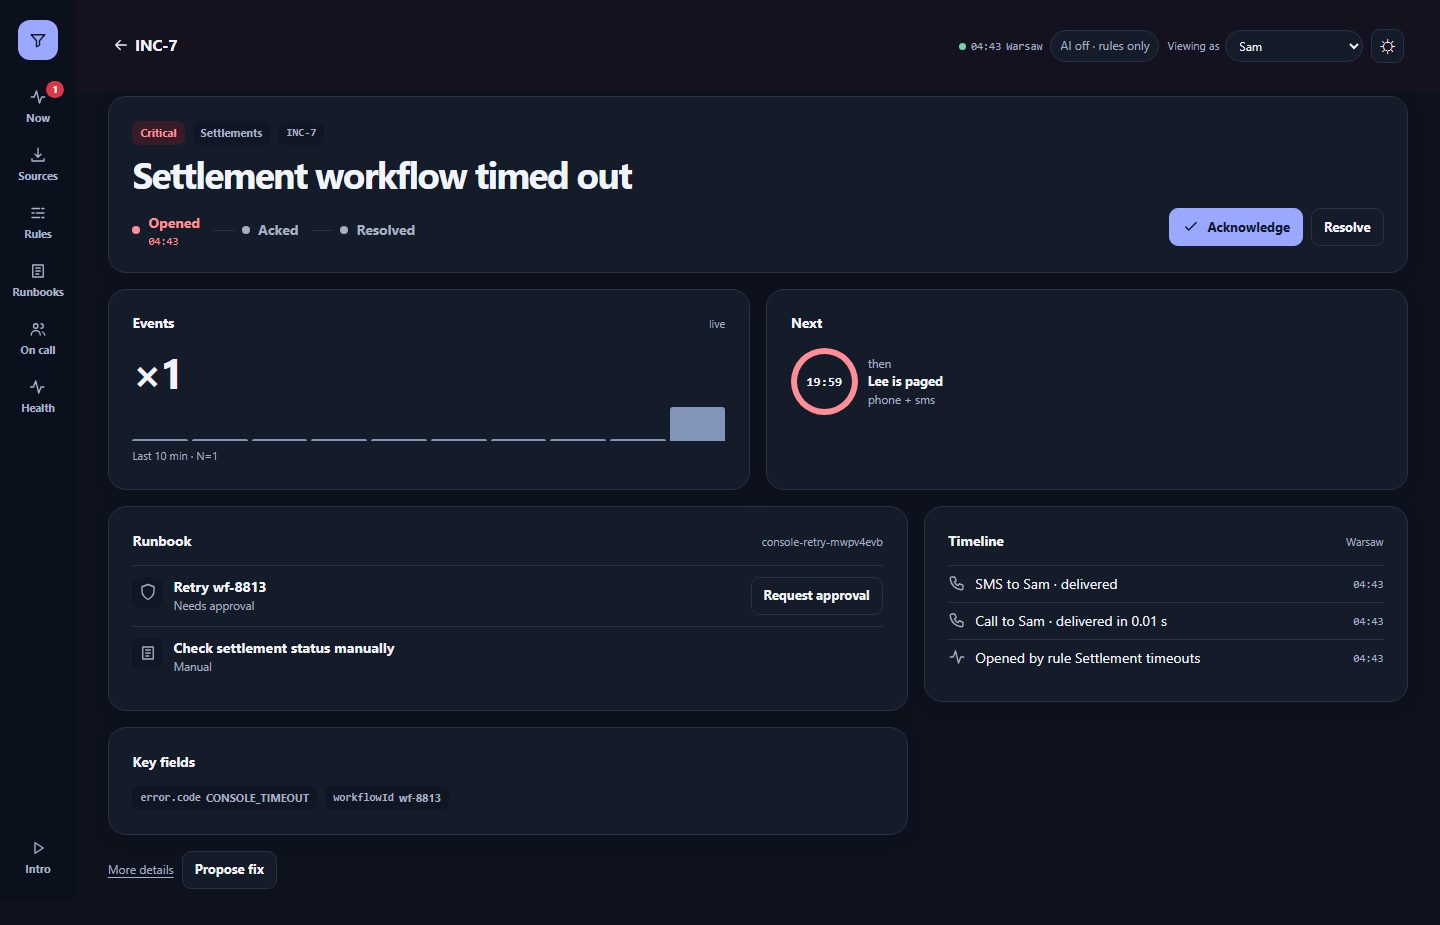 INC-7
04:43 Warsaw
AI off · rules only
Viewing as
Sam
1
Now
Sources
Rules
Runbooks
On call
Health
Intro
Critical
Settlements
INC-7
Settlement workflow timed out
Opened
04:43
Acked
Resolved
Acknowledge
Resolve
Events
live
×1
Last 10 min · N=1
Next
19:59
then
Lee is paged
phone + sms
Runbook
console-retry-mwpv4evb
Retry wf-8813
Needs approval
Request approval
Check settlement status manually
Manual
Timeline
Warsaw
SMS to Sam · delivered
04:43
Call to Sam · delivered in 0.01 s
04:43
Opened by rule Settlement timeouts
04:43
Key fields
error.code CONSOLE_TIMEOUT
workflowId wf-8813
More details
Propose fix